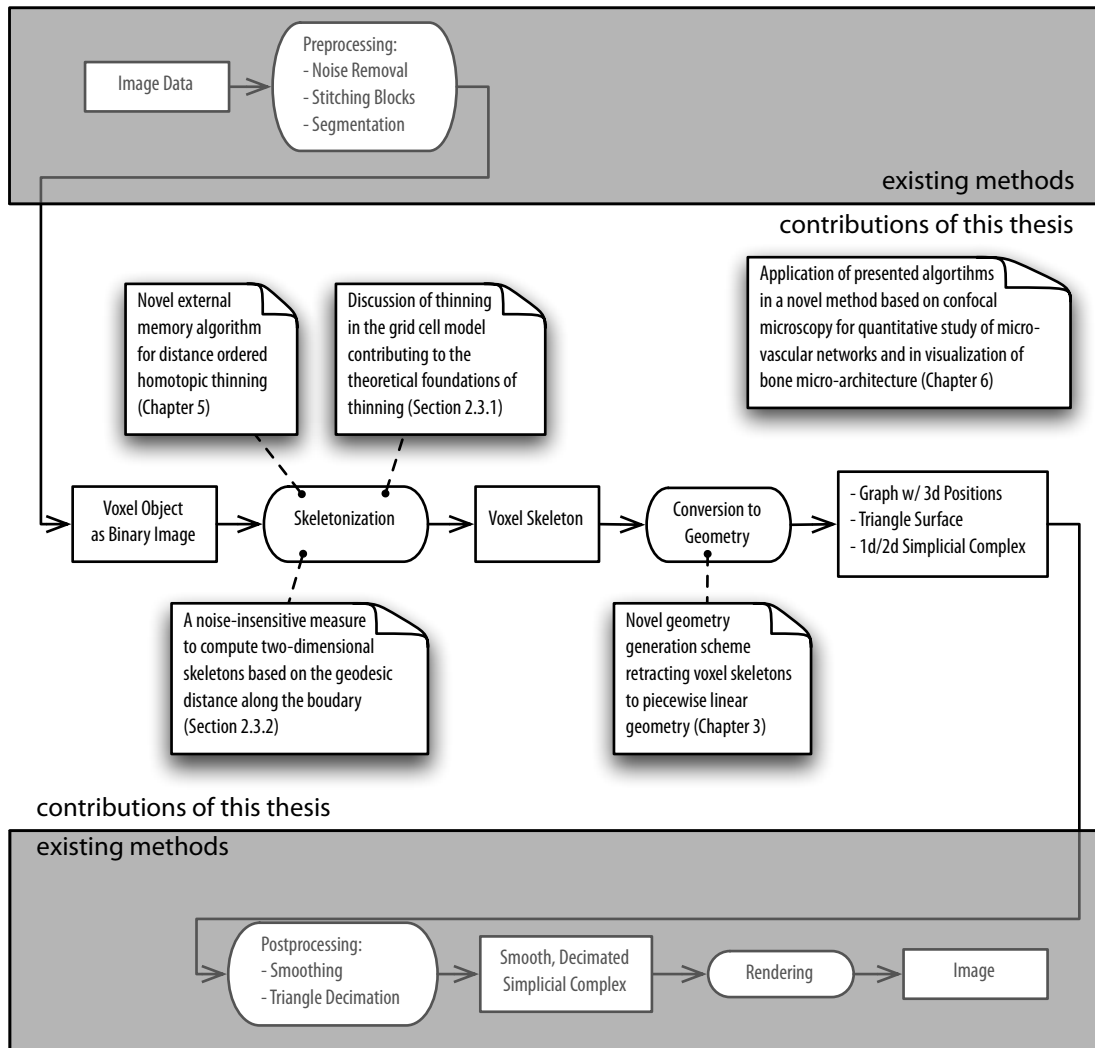 Image Data
Preprocessing:
- Noise Removal
- Stitching Blocks
- Segmentation
existing methods
contributions of this thesis
Novel external
memory algorithm
for distance ordered
homotopic thinning
(Chapter 5)
Discussion of thinning
in the grid cell model
contributing to the
theoretical foundations of
thinning (Section 2.3.1)
Application of presented algortihms
in a novel method based on confocal
microscopy for quantitative study of micro-
vascular networks and in visualization of
bone micro-architecture (Chapter 6)
Voxel Object
as Binary Image
Skeletonization
Voxel Skeleton
Conversion to
Geometry
- Graph w/ 3d Positions
- Triangle Surface
- 1d/2d Simplicial Complex
A noise-insensitive measure
to compute two-dimensional
skeletons based on the geodesic
distance along the boudary
(Section 2.3.2)
Novel geometry
generation scheme
retracting voxel skeletons
to piecewise linear
geometry (Chapter 3)
contributions of this thesis
existing methods
Postprocessing:
- Smoothing
- Triangle Decimation
Smooth, Decimated
Simplicial Complex
Rendering
Image